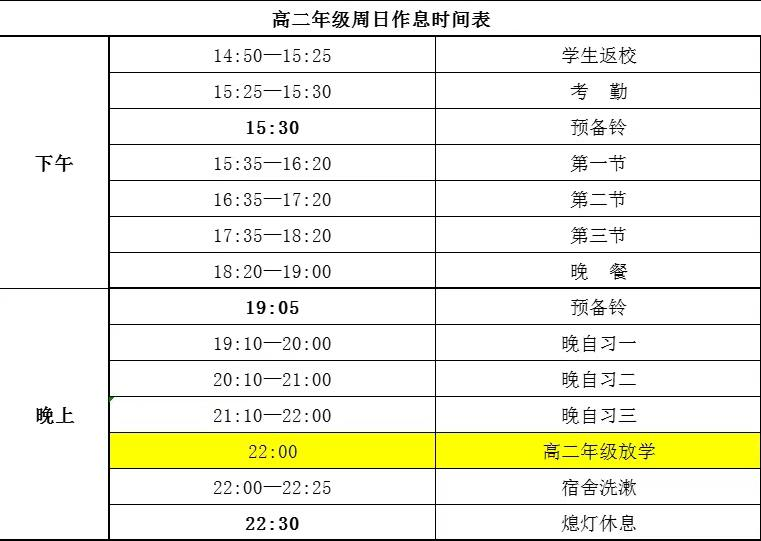 高二年级周日作息时间表
下午
14:50—15:25 学生返校
15:25—15:30 考 勤
15:30 预备铃
15:35—16:20 第一节
16:35—17:20 第二节
17:35—18:20 第三节
18:20—19:00 晚 餐
晚上
19:05 预备铃
19:10—20:00 晚自习一
20:10—21:00 晚自习二
21:10—22:00 晚自习三
22:00 高二年级放学
22:00—22:25 宿舍洗漱
22:30 熄灯休息